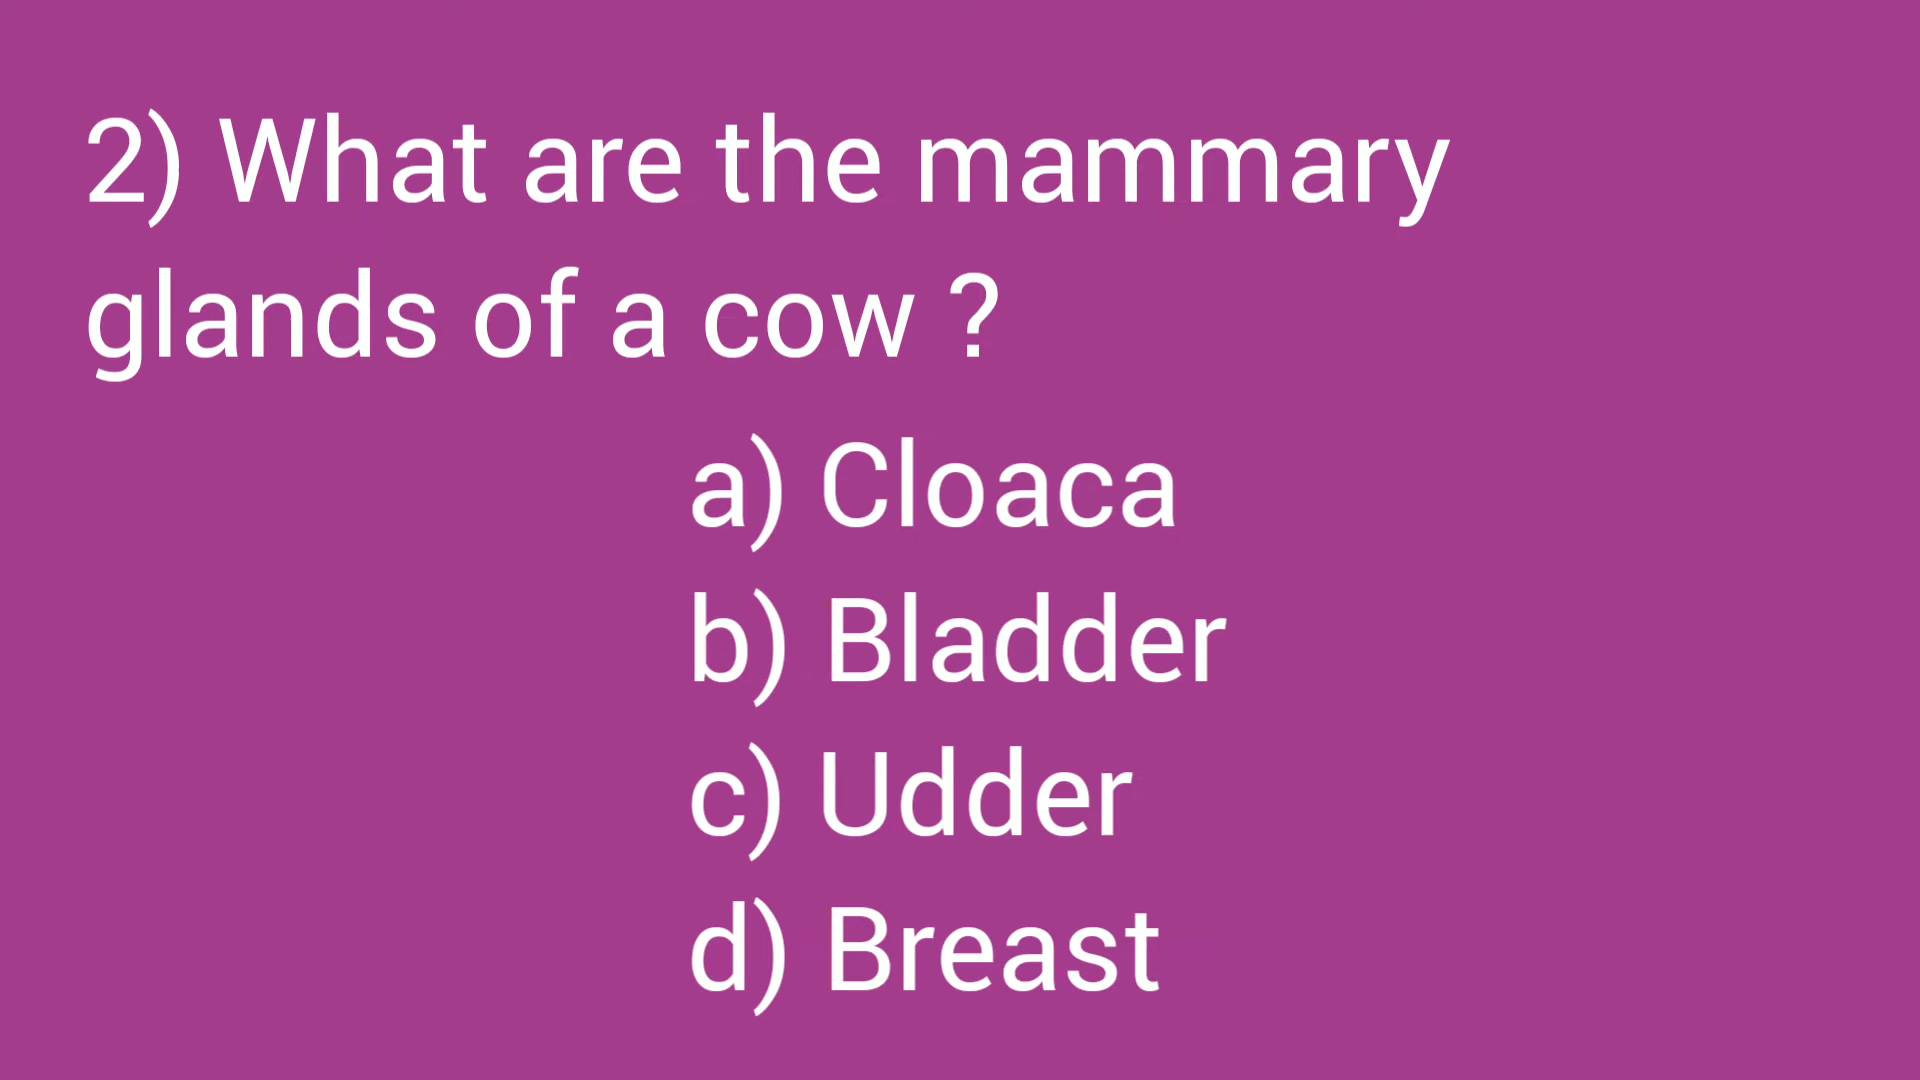 2) What are the mammary
glands of a cow ?
a) Cloaca
b) Bladder
c) Udder
d) Breast